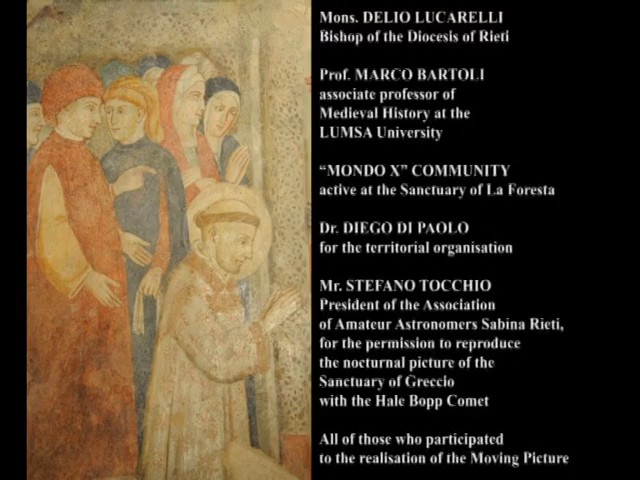 Mons. DELIO LUCARELLI
Bishop of the Diocesis of Rieti
Prof. MARCO BARTOLI
associate professor of
Medieval History at the
LUMSA University
“MONDO X” COMMUNITY
active at the Sanctuary of La Foresta
Dr. DIEGO DI PAOLO
for the territorial organisation
Mr. STEFANO TOCCHIO
President of the Association
of Amateur Astronomers Sabina Rieti,
for the permission to reproduce
the nocturnal picture of the
Sanctuary of Greccio
with the Hale Bopp Comet
All of those who participated
to the realisation of the Moving Picture